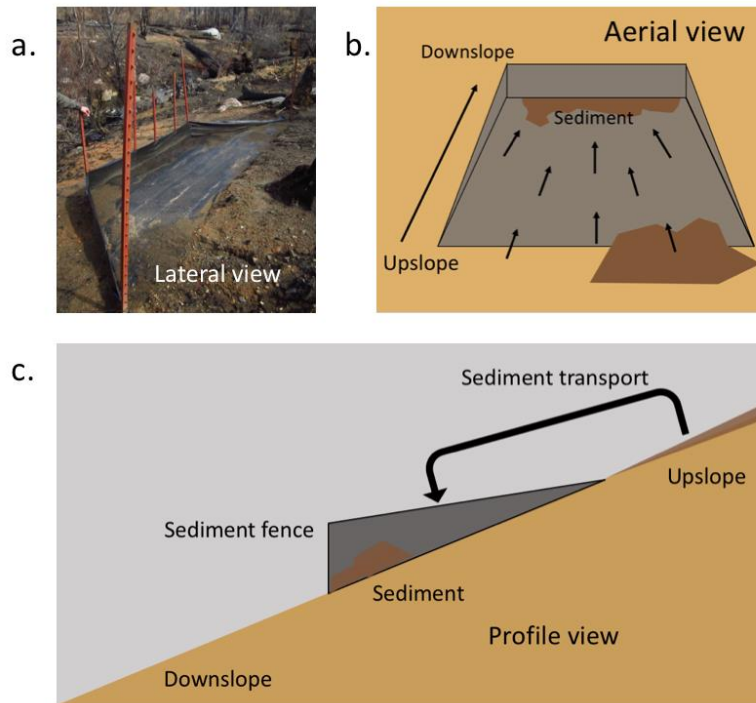 a.
Lateral view
b.
Aerial view
Downslope
Sediment
Upslope
c.
Sediment transport
Upslope
Sediment fence
Sediment
Profile view
Downslope